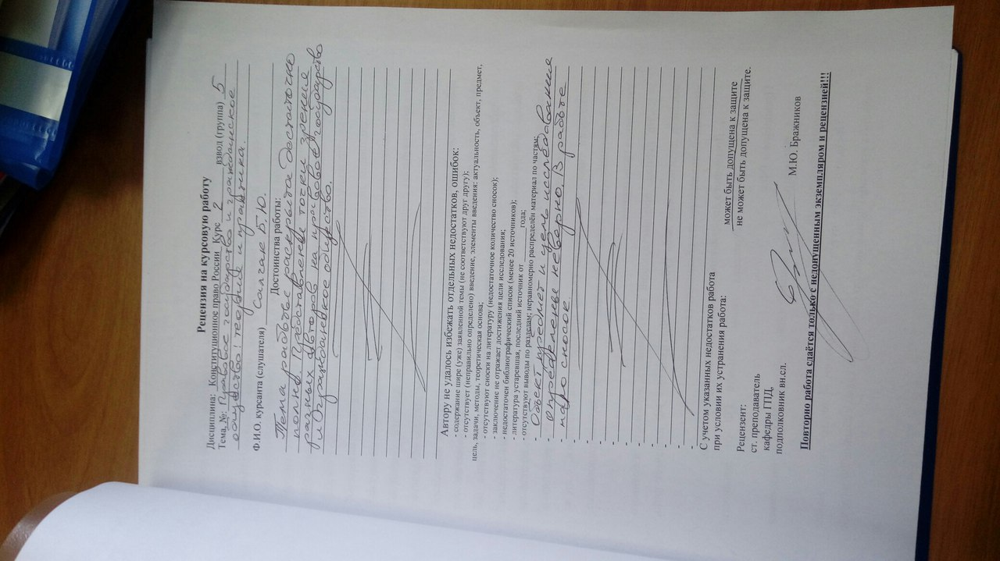 Рецензия на курсовую работу
Дисциплина: Конституционное право России Курс 2 взвод (группа) 5
Тема №: Правовое государство и гражданское
общество: теория и практика.
Ф.И.О. курсанта (слушателя) Б.Ю.
Достоинства работы:
Тема работы раскрыта достаточно
полно. Представлены точки зрения
разных авторов на правовое государство
и гражданское общество.
Автору не удалось избежать отдельных недостатков, ошибок:
- содержание шире (уже) заявленной темы (не соответствуют друг другу);
- отсутствует (неправильно определено) введение, элементы введения: актуальность, объект, предмет,
цель, задачи, методы, теоретическая основа;
- отсутствуют сноски на литературу (недостаточное количество сносок);
- заключение не отражает достижения цели исследования;
- недостаточен библиографический список (менее 20 источников);
- литература устаревшая, последний источник от года;
- отсутствуют выводы по разделам; неравномерно распределён материал по частям;
- Объект предмет и цель исследования
- определены неверно. В работе
- мало сносок.
-
-
-
-
-
-
-
-
С учетом указанных недостатков работа
при условии их устранения работа:
может быть допущена к защите
не может быть допущена к защите.
Рецензент:
ст. преподаватель
кафедры ГПД,
подполковник вн.сл. М.Ю. Бражников
Повторно работа сдаётся только с недопущенным экземпляром и рецензией!!!